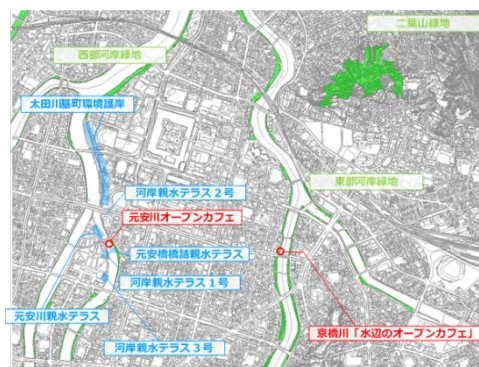 二葉山緑地
西部河岸緑地
太田川基町環境護岸
東部河岸緑地
河岸親水テラス２号
元安川オープンカフェ
元安橋橋詰親水テラス
河岸親水テラス１号
元安川親水テラス
京橋川「水辺のオープンカフェ」
河岸親水テラス３号